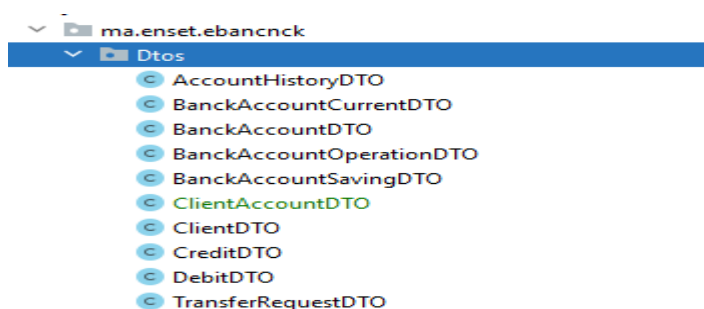 ma.enset.ebancnck
Dtos
AccountHistoryDTO
BanckAccountCurrentDTO
BanckAccountDTO
BanckAccountOperationDTO
BanckAccountSavingDTO
ClientAccountDTO
ClientDTO
CreditDTO
DebitDTO
TransferRequestDTO